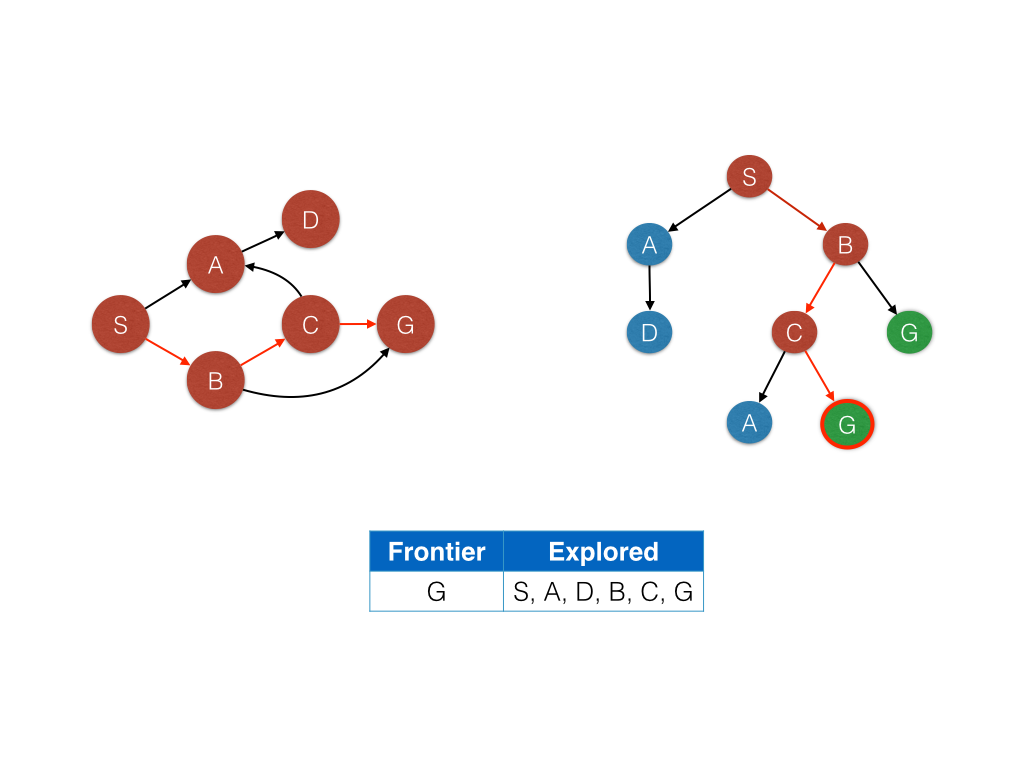 D
A
S
C
G
B
S
A
B
D
C
G
A
G
Frontier Explored
G S, A, D, B, C, G